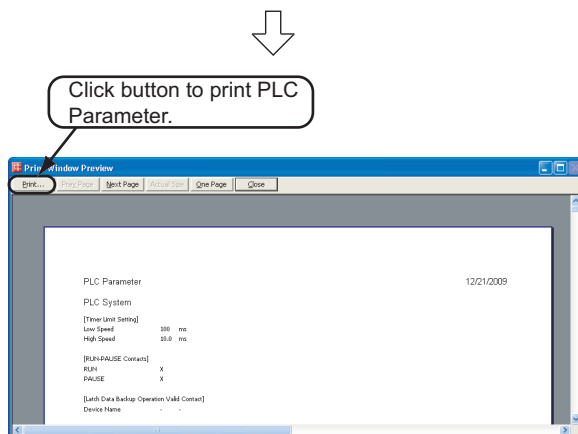 Click button to print PLC
Parameter.
Print Window Preview
Print... Prev Page Next Page Actual Size One Page Close
PLC Parameter 12/21/2009
PLC System
[Timer Limit Setting]
Low Speed 100 ms
High Speed 10.0 ms
[RUN-PAUSE Contacts]
RUN X
PAUSE X
[Latch Data Backup Operation Valid Contact]
Device Name - -